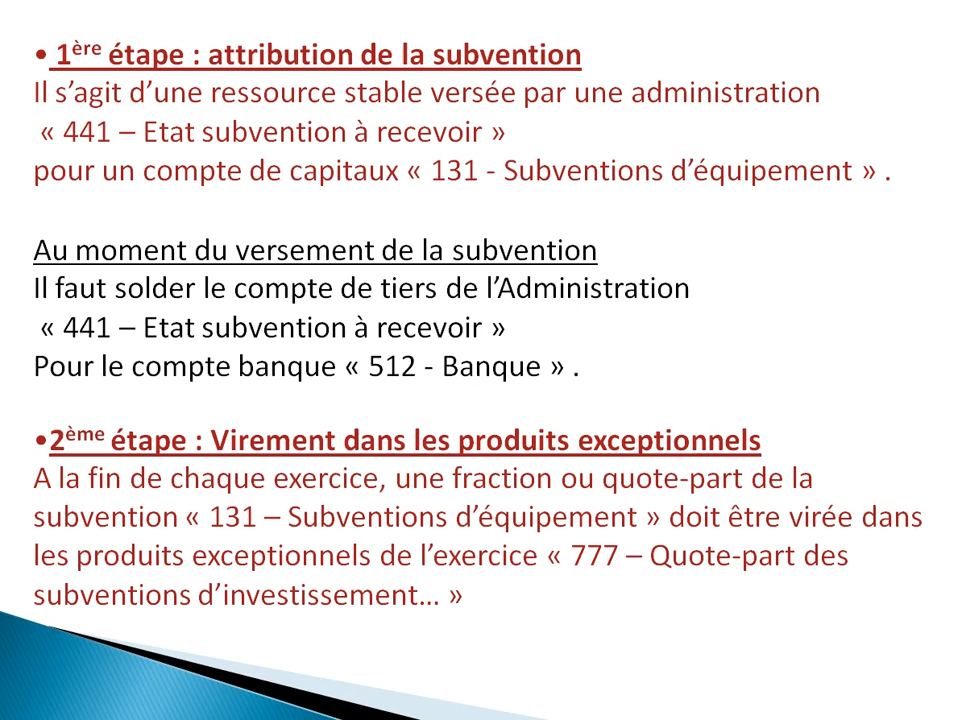 • 1ère étape : attribution de la subvention
Il s’agit d’une ressource stable versée par une administration
« 441 – Etat subvention à recevoir »
pour un compte de capitaux « 131 - Subventions d’équipement » .
Au moment du versement de la subvention
Il faut solder le compte de tiers de l’Administration
« 441 – Etat subvention à recevoir »
Pour le compte banque « 512 - Banque » .
•2ème étape : Virement dans les produits exceptionnels
A la fin de chaque exercice, une fraction ou quote-part de la
subvention « 131 – Subventions d’équipement » doit être virée dans
les produits exceptionnels de l’exercice « 777 – Quote-part des
subventions d’investissement... »